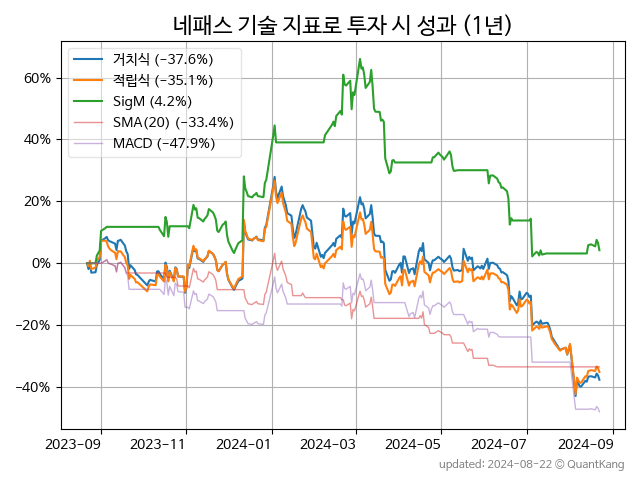 네패스 기술 지표로 투자 시 성과 (1년)
거치식 (−37.6%)
적립식 (−35.1%)
SigM (4.2%)
SMA(20) (−33.4%)
MACD (−47.9%)
60%
40%
20%
0%
−20%
−40%
2023-09 2023-11 2024-01 2024-03 2024-05 2024-07 2024-09
updated: 2024-08-22 © QuantKang